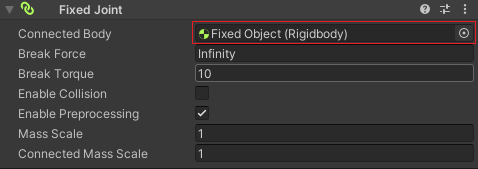 Fixed Joint
Connected Body Fixed Object (Rigidbody)
Break Force Infinity
Break Torque 10
Enable Collision
Enable Preprocessing
Mass Scale 1
Connected Mass Scale 1